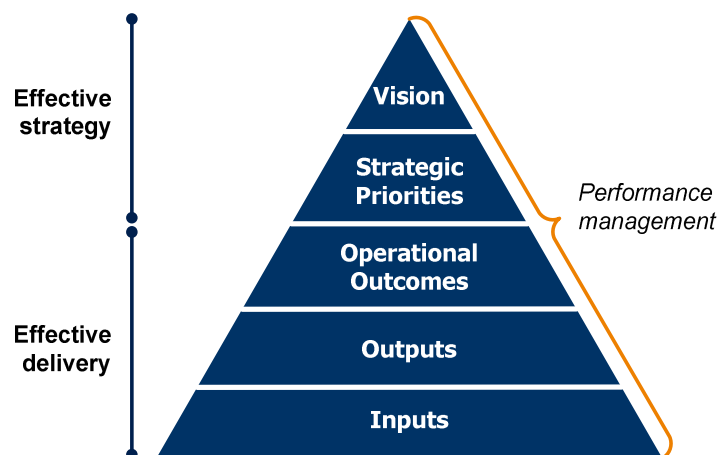 Effective
strategy
Effective
delivery
Vision
Strategic
Priorities
Operational
Outcomes
Outputs
Inputs
Performance
management